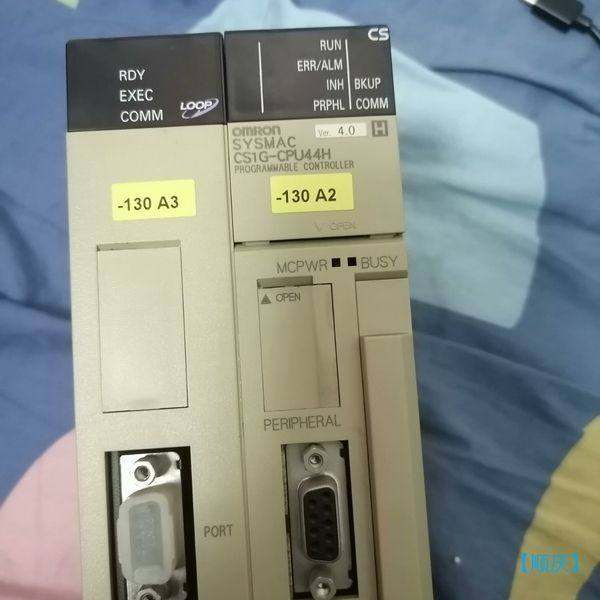 RDY
EXEC
COMM
LOOP
-130 A3
PORT
CS
RUN
ERR/ALM
INH BKUP
PRPHL COMM
OMRON
Ver. 4.0 H
SYSMAC
CS1G-CPU44H
PROGRAMMABLE CONTROLLER
-130 A2
▽ OPEN
MCPWR ■ ■ BUSY
▲ OPEN
PERIPHERAL
【顺庆】